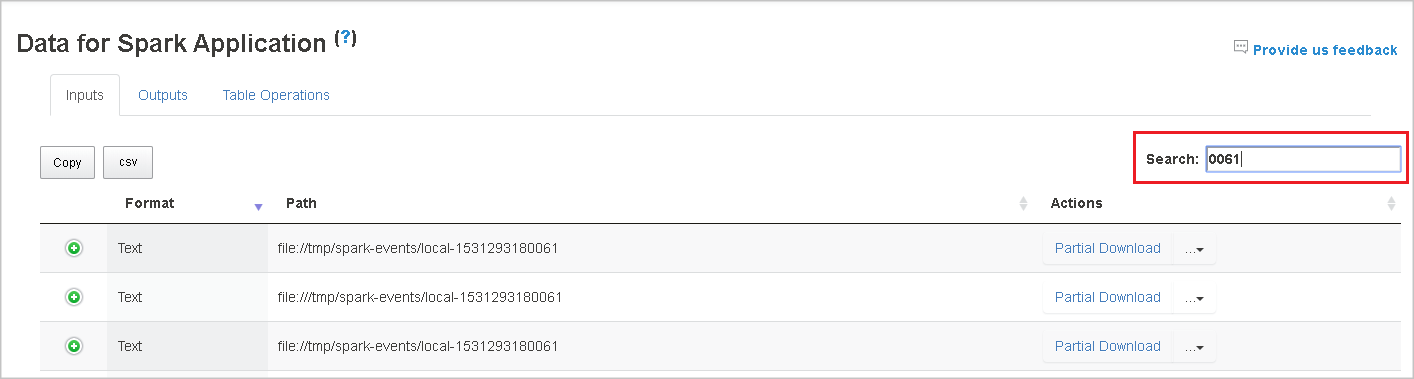 Data for Spark Application (?)
Provide us feedback
Inputs Outputs Table Operations
Copy csv Search: 0061
Format Path Actions
Text file://tmp/spark-events/local-1531293180061 Partial Download ...
Text file:///tmp/spark-events/local-1531293180061 Partial Download ...
Text file://tmp/spark-events/local-1531293180061 Partial Download ...